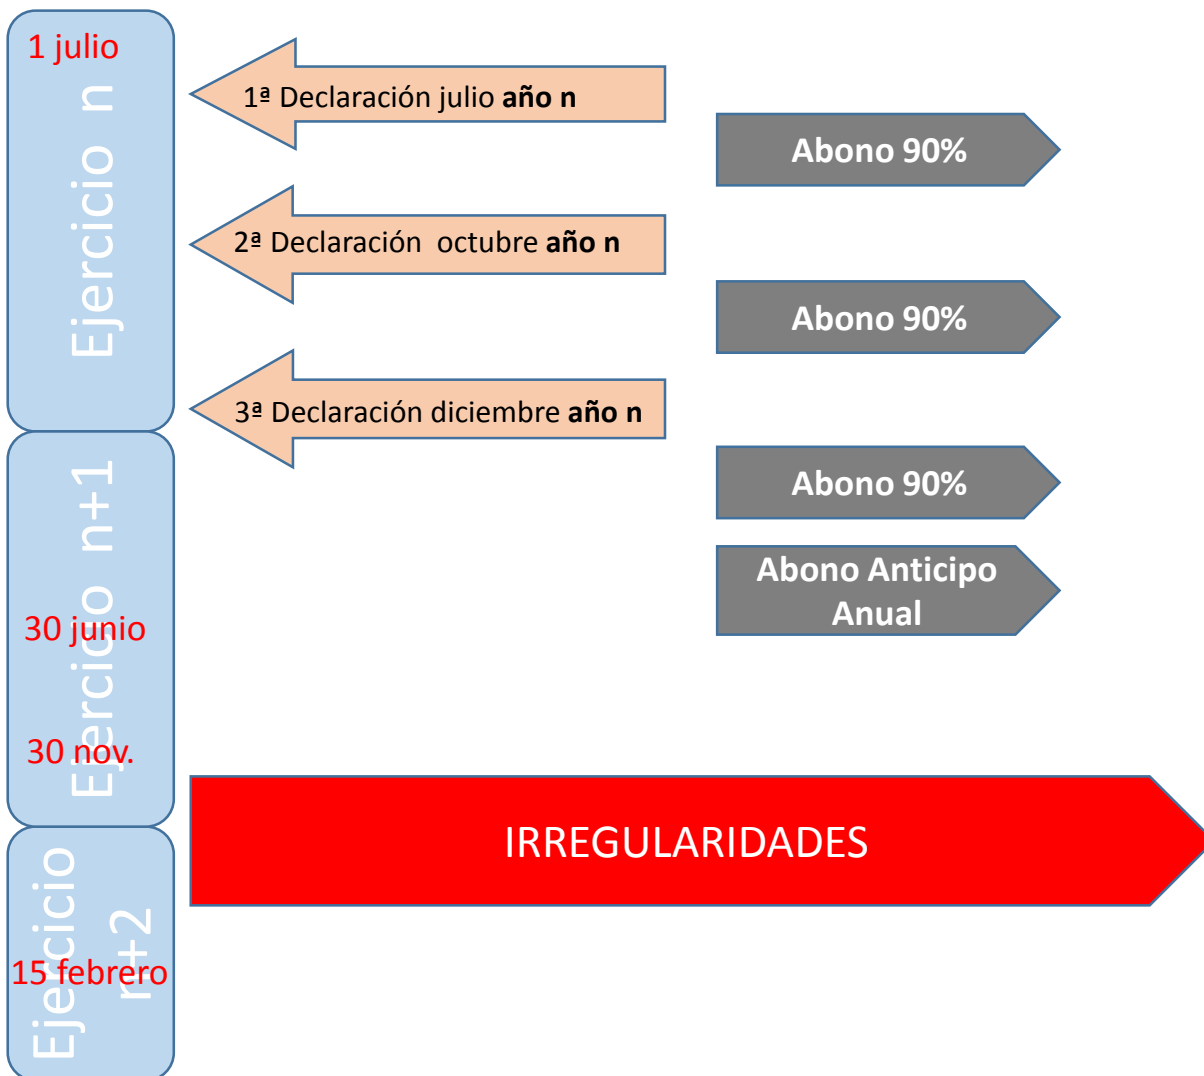 1 julio
Ejercicio n
1ª Declaración julio año n
Abono 90%
2ª Declaración octubre año n
Abono 90%
3ª Declaración diciembre año n
Ejercicio n+1
Abono 90%
Abono Anticipo
Anual
30 junio
30 nov.
IRREGULARIDADES
Ejercicio
n+2
15 febrero